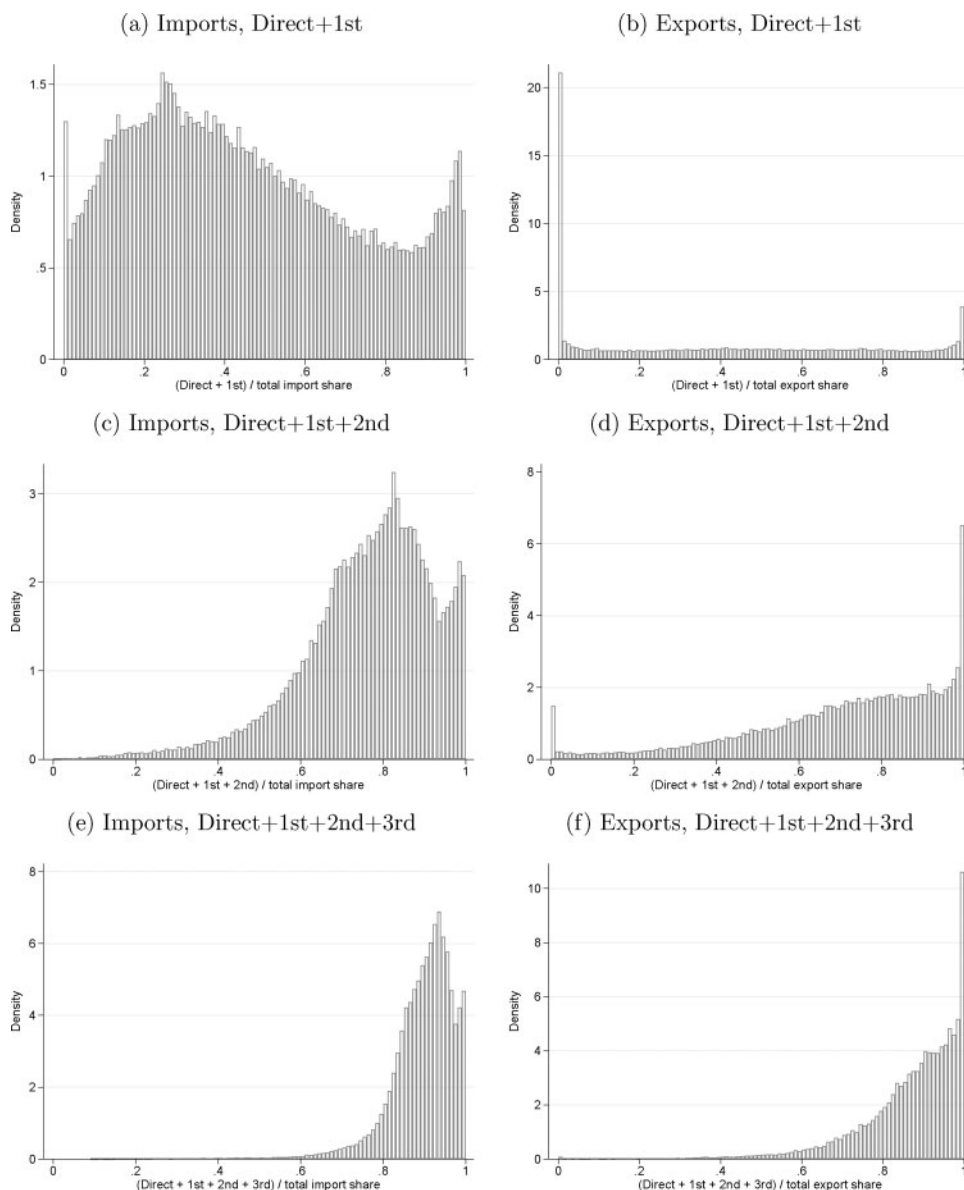 (a) Imports, Direct+1st
1.5
1
.5
0
Density
0 .2 .4 .6 .8 1
(Direct + 1st) / total import share
(b) Exports, Direct+1st
20
15
10
5
0
Density
0 .2 .4 .6 .8 1
(Direct + 1st) / total export share
(c) Imports, Direct+1st+2nd
3
2
1
0
Density
0 .2 .4 .6 .8 1
(Direct + 1st + 2nd) / total import share
(d) Exports, Direct+1st+2nd
8
6
4
2
0
Density
0 .2 .4 .6 .8 1
(Direct + 1st + 2nd) / total export share
(e) Imports, Direct+1st+2nd+3rd
8
6
4
2
0
Density
0 .2 .4 .6 .8 1
(Direct + 1st + 2nd + 3rd) / total import share
(f) Exports, Direct+1st+2nd+3rd
10
8
6
4
2
0
Density
0 .2 .4 .6 .8 1
(Direct + 1st + 2nd + 3rd) / total export share